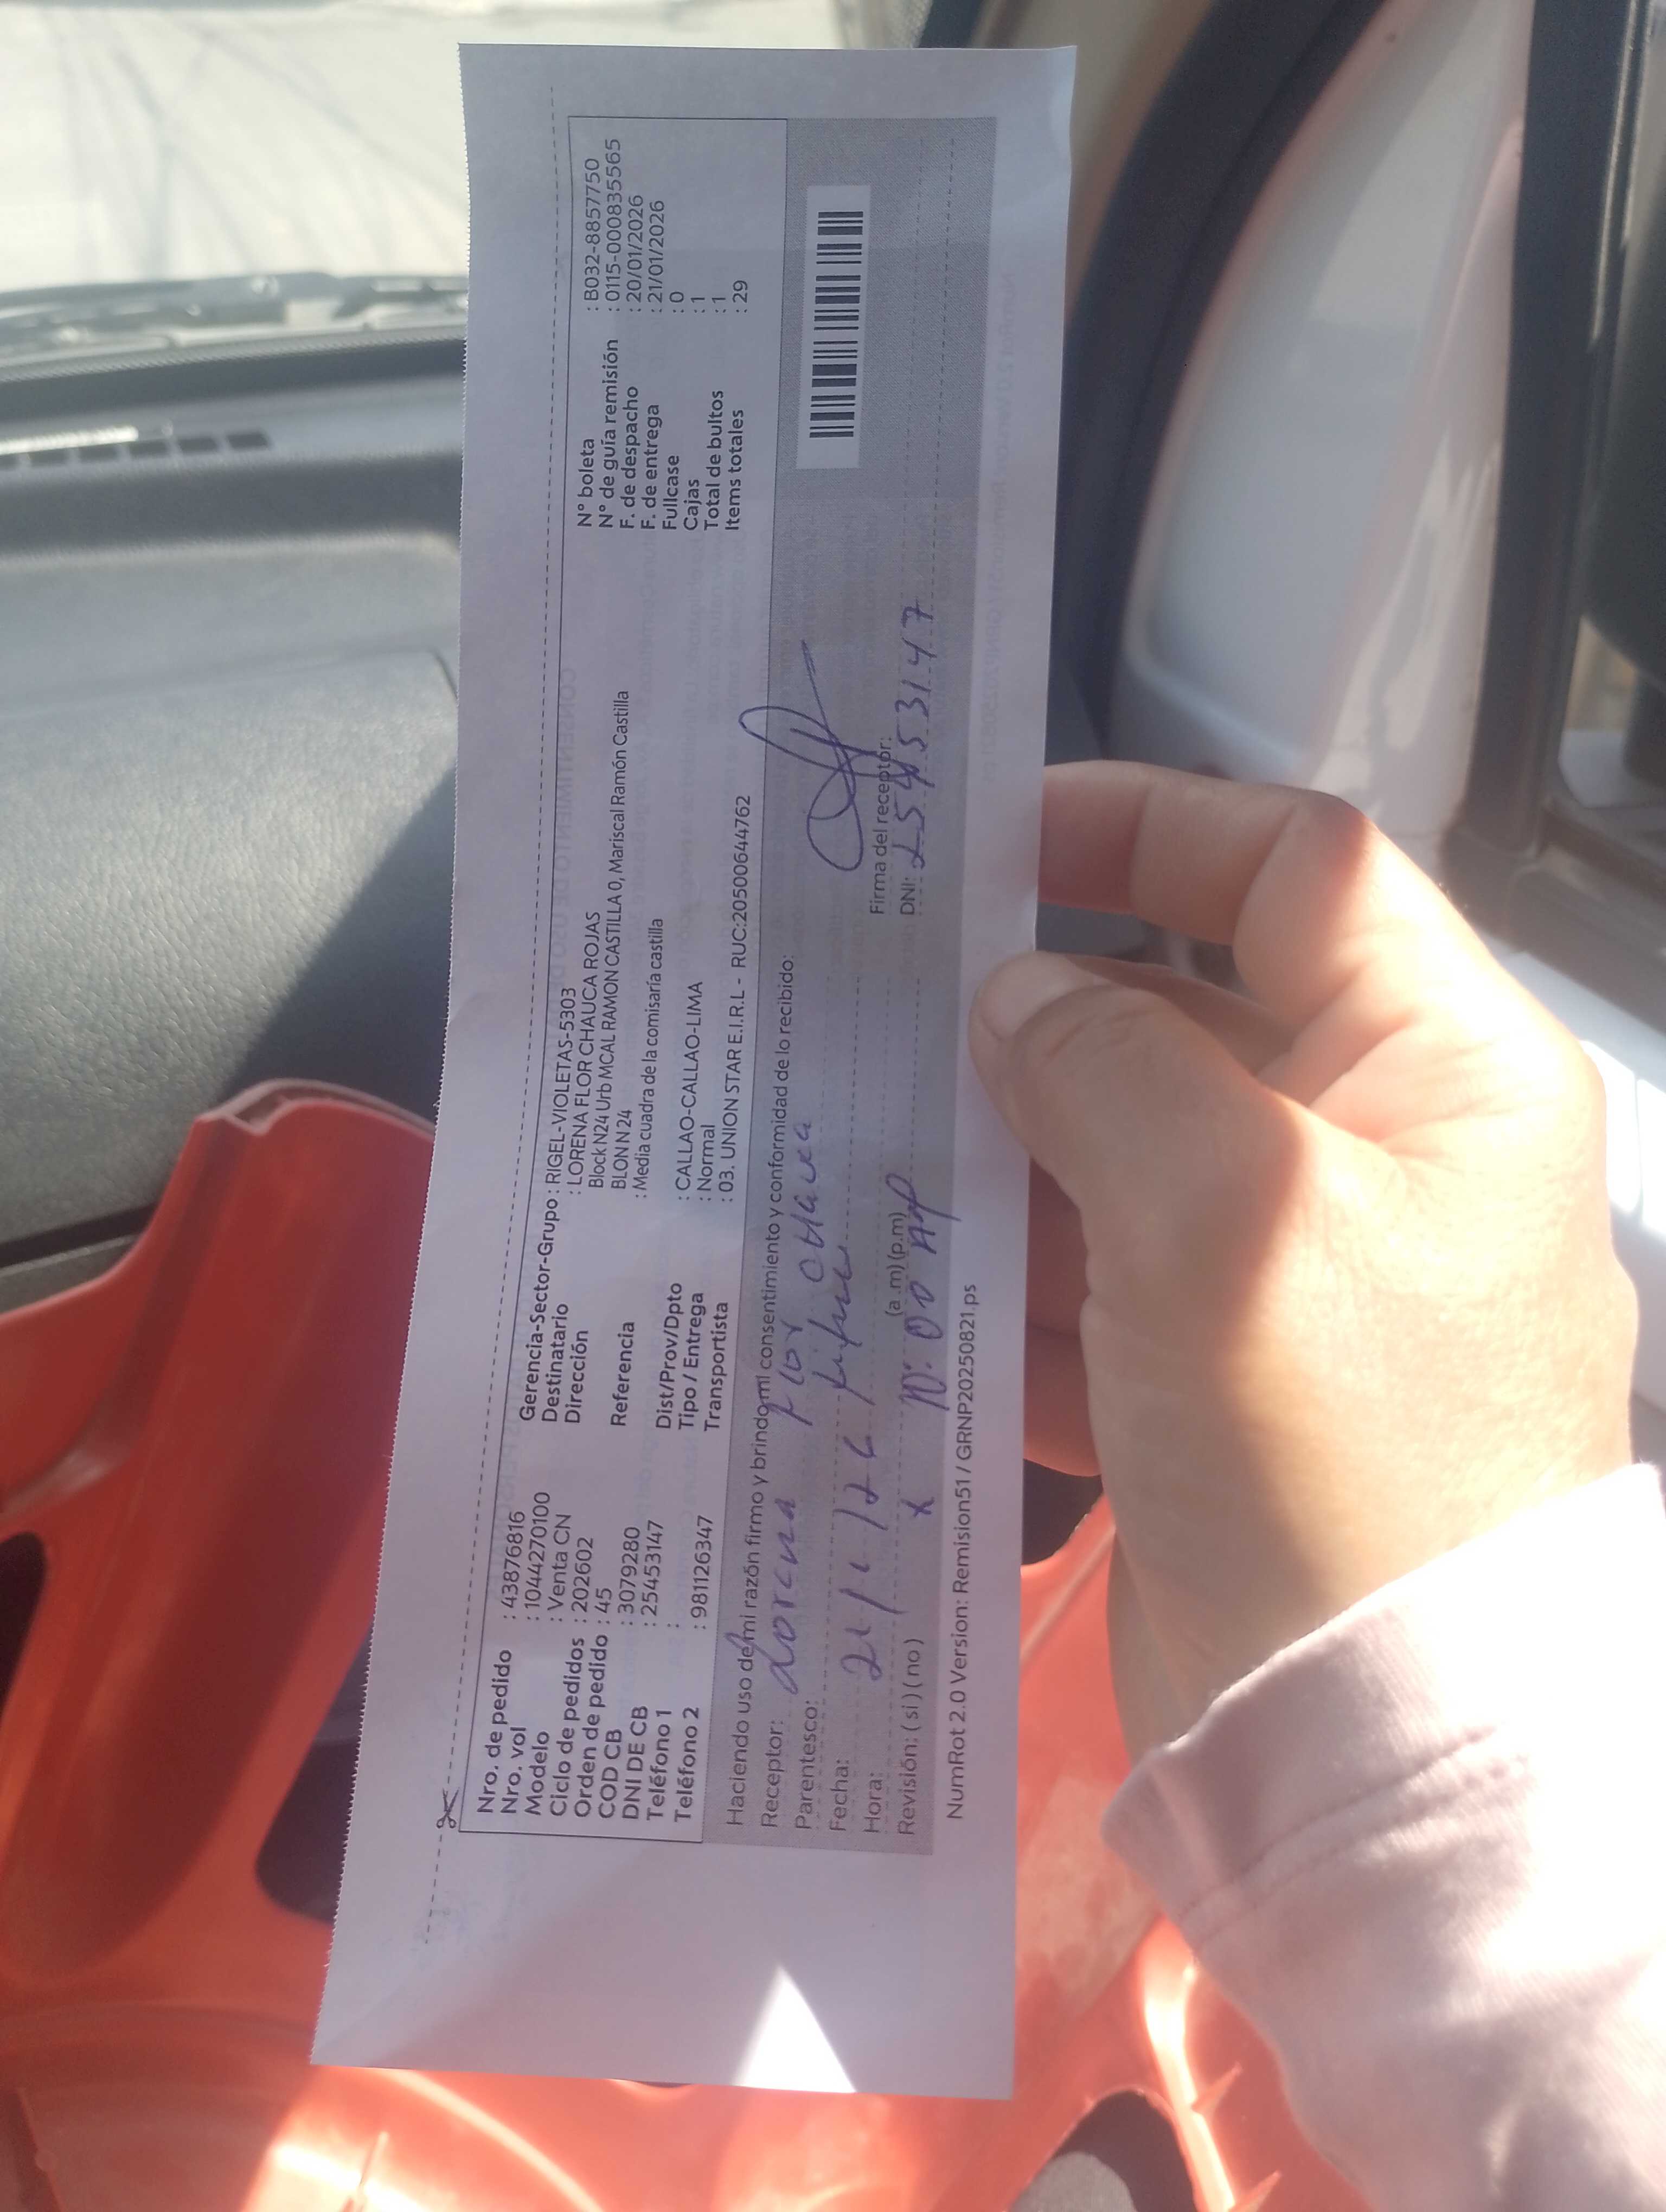 Nro. de pedido : 43876816
Nro. vol : 1044270100
Modelo : Venta CN
Ciclo de pedidos : 202602
Orden de pedido : 45
COD CB : 3079280
DNI DE CB : 25453147
Teléfono 1 :
Teléfono 2 : 981126347
Gerencia-Sector-Grupo : RIGEL-VIOLETAS-5303
Destinatario : LORENA FLOR CHAUCA ROJAS
Dirección Block N24 Urb MCAL RAMON CASTILLA 0, Mariscal Ramón Castilla
BLON N24
Referencia : Media cuadra de la comisaría castilla
Dist/Prov/Dpto : CALLAO-CALLAO-LIMA
Tipo / Entrega : Normal
Transportista : 03. UNION STAR E.I.R.L - RUC:20500644762
N° boleta : B032-8857750
N° de guía remisión : 0115-0000835565
F. de despacho : 20/01/2026
F. de entrega : 21/01/2026
Fullcase : 0
Cajas : 1
Total de bultos : 1
Items totales : 29
Haciendo uso de mi razón firmo y brindo mi consentimiento y conformidad de lo recibido:
Receptor: Lorena Flor CHauca
Parentesco:
Fecha: 21/1/26
Hora: 10:00 (a.m) (p.m)
Revisión: ( si ) ( no ) x
Firma del receptor:
DNI: 25453147
NumRot 2.0 Version: Remision51 / GRNP20250821.ps